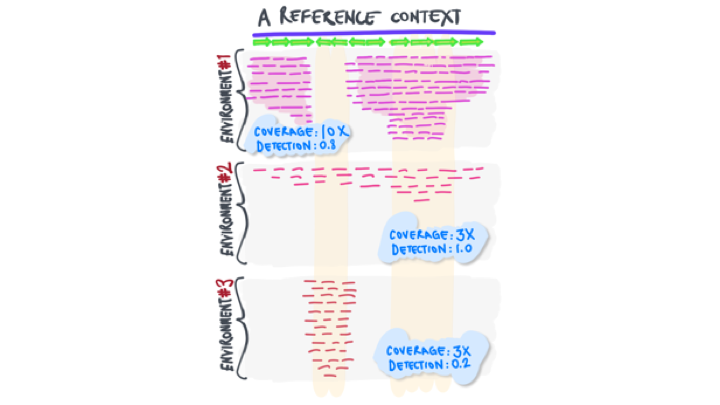 A REFERENCE CONTEXT
ENVIRONMENT#1
COVERAGE: 10X
DETECTION: 0.8
ENVIRONMENT#2
COVERAGE: 3X
DETECTION: 1.0
ENVIRONMENT#3
COVERAGE: 3X
DETECTION: 0.2